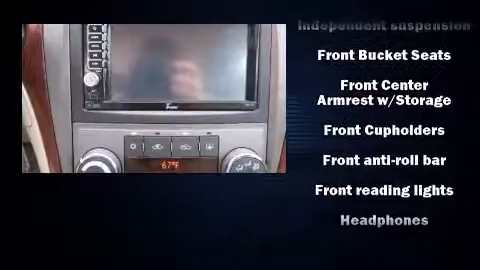 Independent suspension
Front Bucket Seats
Front Center
Armrest w/Storage
Front Cupholders
Front anti-roll bar
Front reading lights
Headphones
67°F